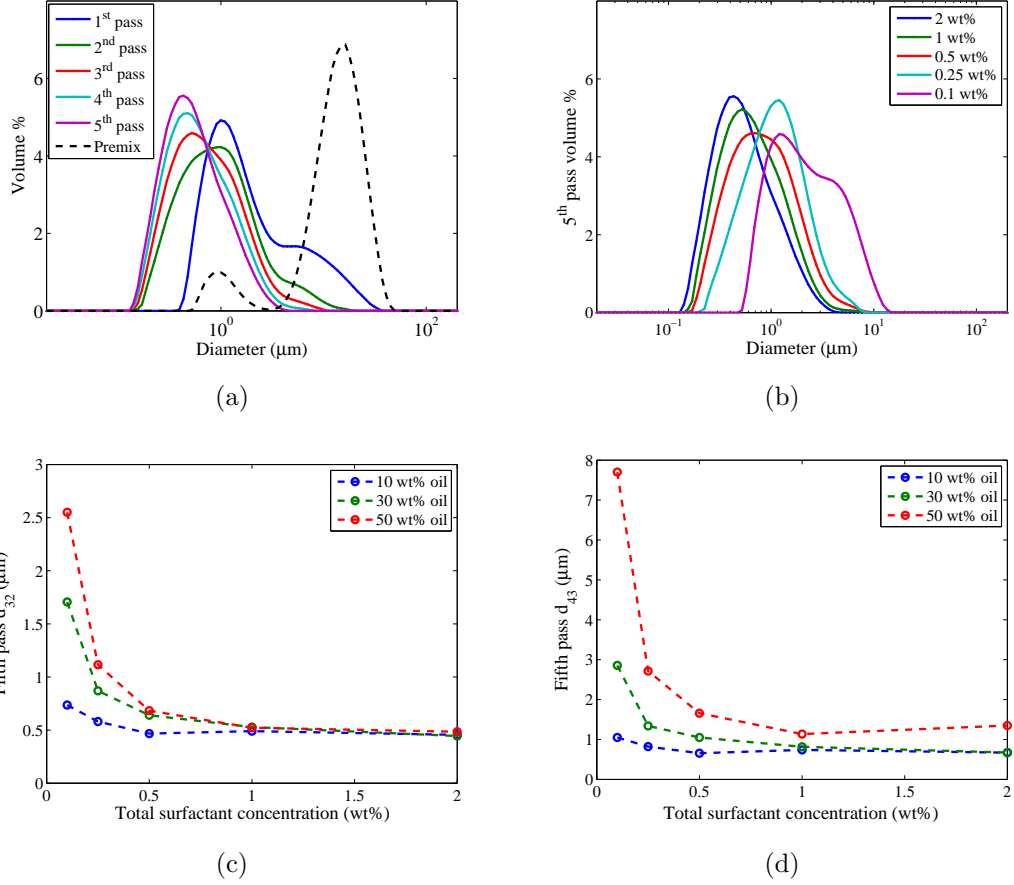 1st pass
2nd pass
3rd pass
4th pass
5th pass
Premix
Volume %
0
2
4
6
10^0
10^2
Diameter (μm)
(a)
2 wt%
1 wt%
0.5 wt%
0.25 wt%
0.1 wt%
5th pass volume %
0
2
4
6
10^-1
10^0
10^1
10^2
Diameter (μm)
(b)
10 wt% oil
30 wt% oil
50 wt% oil
Fifth pass d32 (μm)
3
2.5
2
1.5
1
0.5
0
0
0.5
1
1.5
2
Total surfactant concentration (wt%)
(c)
10 wt% oil
30 wt% oil
50 wt% oil
Fifth pass d43 (μm)
8
7
6
5
4
3
2
1
0
0
0.5
1
1.5
2
Total surfactant concentration (wt%)
(d)